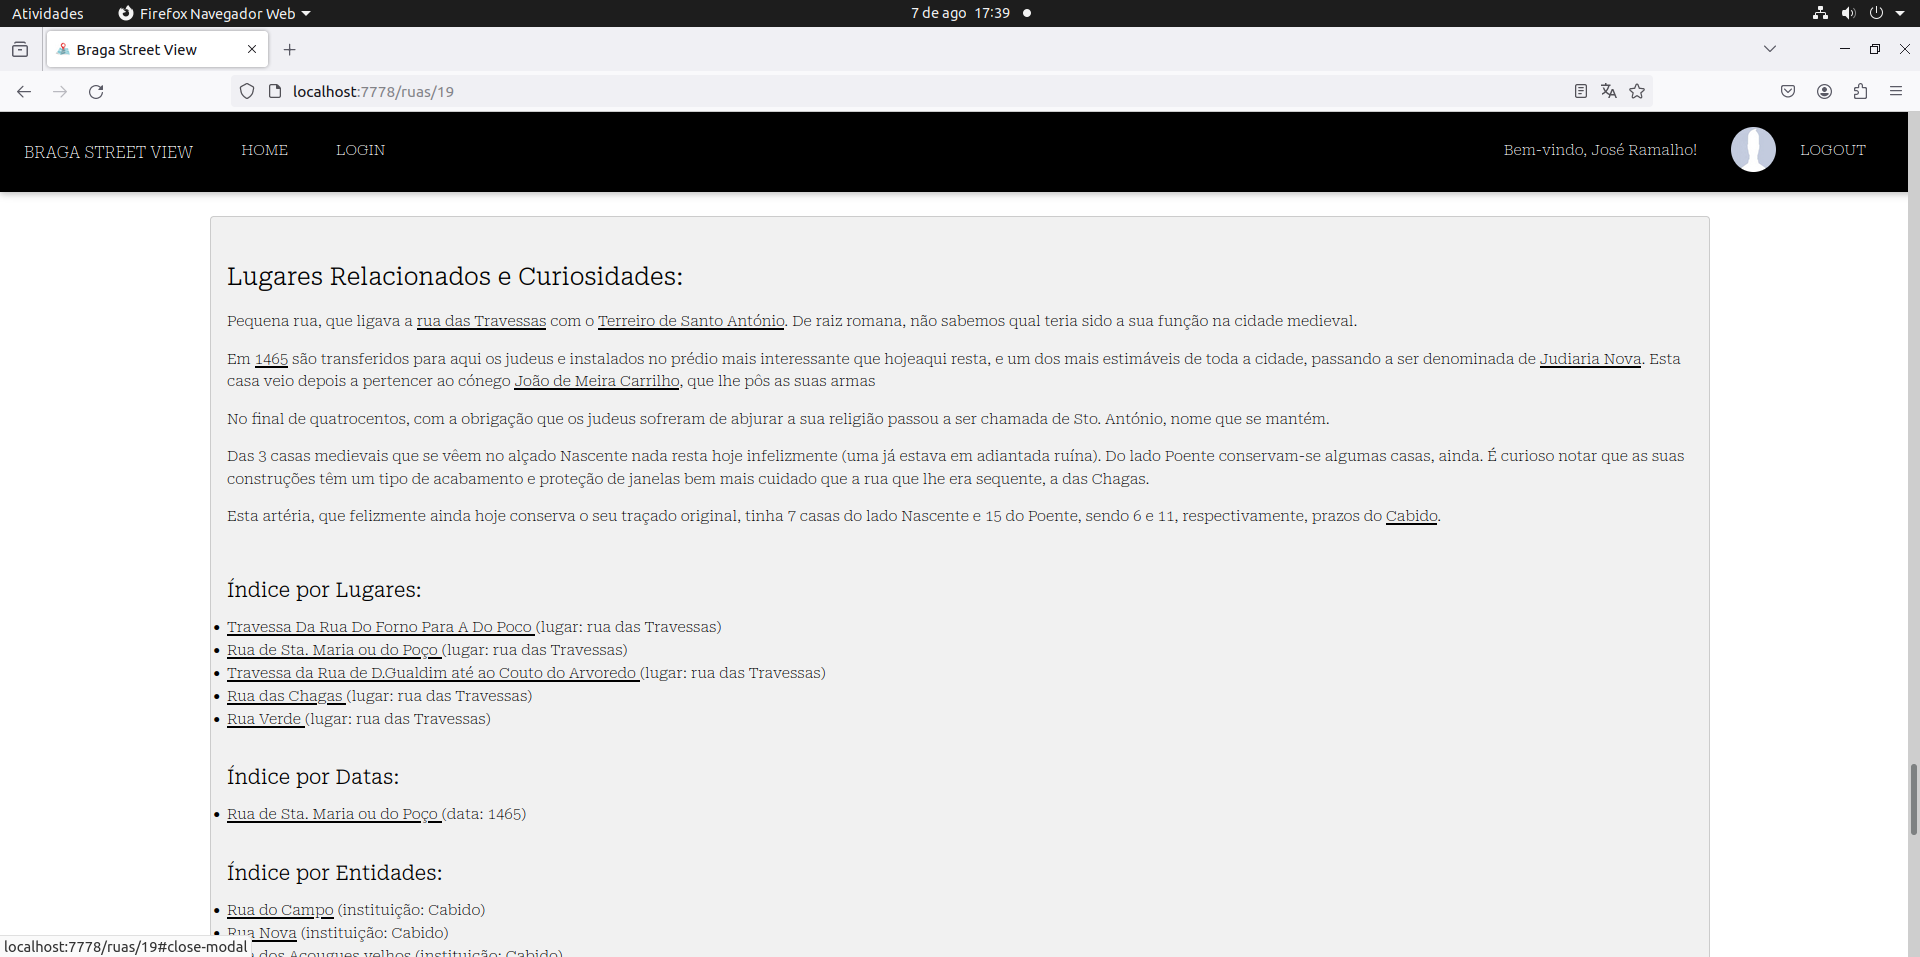 Atividades Firefox Navegador Web 7 de ago 17:39
Braga Street View
localhost:7778/ruas/19
BRAGA STREET VIEW HOME LOGIN Bem-vindo, José Ramalho! LOGOUT
Lugares Relacionados e Curiosidades:
Pequena rua, que ligava a rua das Travessas com o Terreiro de Santo António. De raiz romana, não sabemos qual teria sido a sua função na cidade medieval.
Em 1465 são transferidos para aqui os judeus e instalados no prédio mais interessante que hojeaqui resta, e um dos mais estimáveis de toda a cidade, passando a ser denominada de Judiaria Nova. Esta
casa veio depois a pertencer ao cónego João de Meira Carrilho, que lhe pôs as suas armas
No final de quatrocentos, com a obrigação que os judeus sofreram de abjurar a sua religião passou a ser chamada de Sto. António, nome que se mantém.
Das 3 casas medievais que se vêem no alçado Nascente nada resta hoje infelizmente (uma já estava em adiantada ruína). Do lado Poente conservam-se algumas casas, ainda. É curioso notar que as suas
construções têm um tipo de acabamento e proteção de janelas bem mais cuidado que a rua que lhe era sequente, a das Chagas.
Esta artéria, que felizmente ainda hoje conserva o seu traçado original, tinha 7 casas do lado Nascente e 15 do Poente, sendo 6 e 11, respectivamente, prazos do Cabido.
Índice por Lugares:
• Travessa Da Rua Do Forno Para A Do Poco (lugar: rua das Travessas)
• Rua de Sta. Maria ou do Poço (lugar: rua das Travessas)
• Travessa da Rua de D.Gualdim até ao Couto do Arvoredo (lugar: rua das Travessas)
• Rua das Chagas (lugar: rua das Travessas)
• Rua Verde (lugar: rua das Travessas)
Índice por Datas:
• Rua de Sta. Maria ou do Poço (data: 1465)
Índice por Entidades:
• Rua do Campo (instituição: Cabido)
• Rua Nova (instituição: Cabido)
dos Açougues velhos (instituição: Cabido)
localhost:7778/ruas/19#close-modal